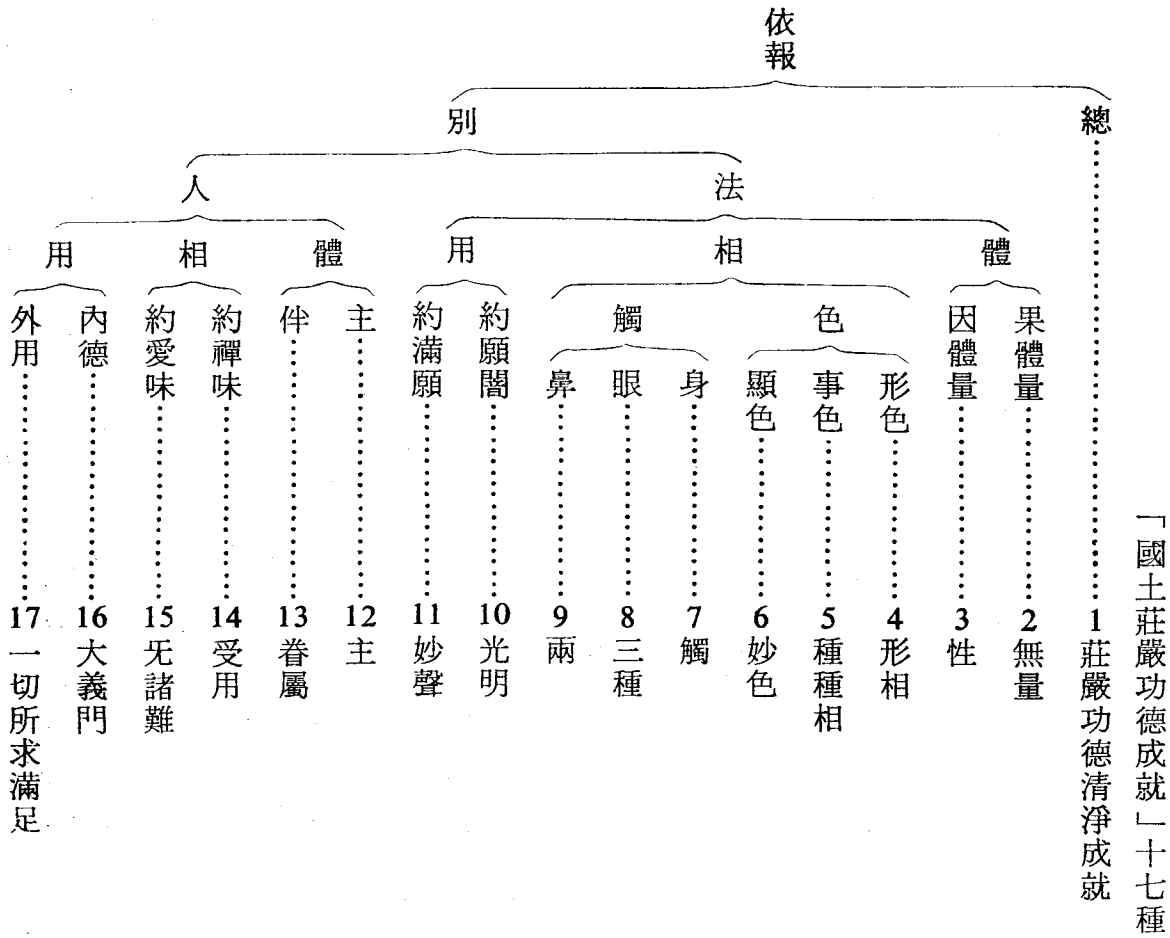 「國土莊嚴功德成就」十七種
依報
總
別
法
人
體
相
用
體
相
用
果體量
因體量
色
觸
形色
事色
顯色
身
眼
鼻
約願闇
約滿願
主
伴
約禪味
約愛味
內德
外用
1 莊嚴功德清淨成就
2 無量
3 性
4 形相
5 種種相
6 妙色
7 觸
8 三種
9 兩
10 光明
11 妙聲
12 主
13 眷屬
14 受用
15 无諸難
16 大義門
17 一切所求滿足